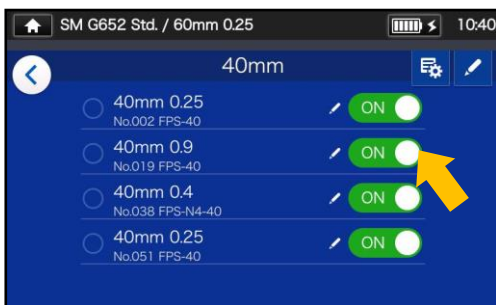 SM G652 Std. / 60mm 0.25 10:40
40mm
40mm 0.25 ON
No.002 FPS-40
40mm 0.9 ON
No.019 FPS-40
40mm 0.4 ON
No.038 FPS-N4-40
40mm 0.25 ON
No.051 FPS-40